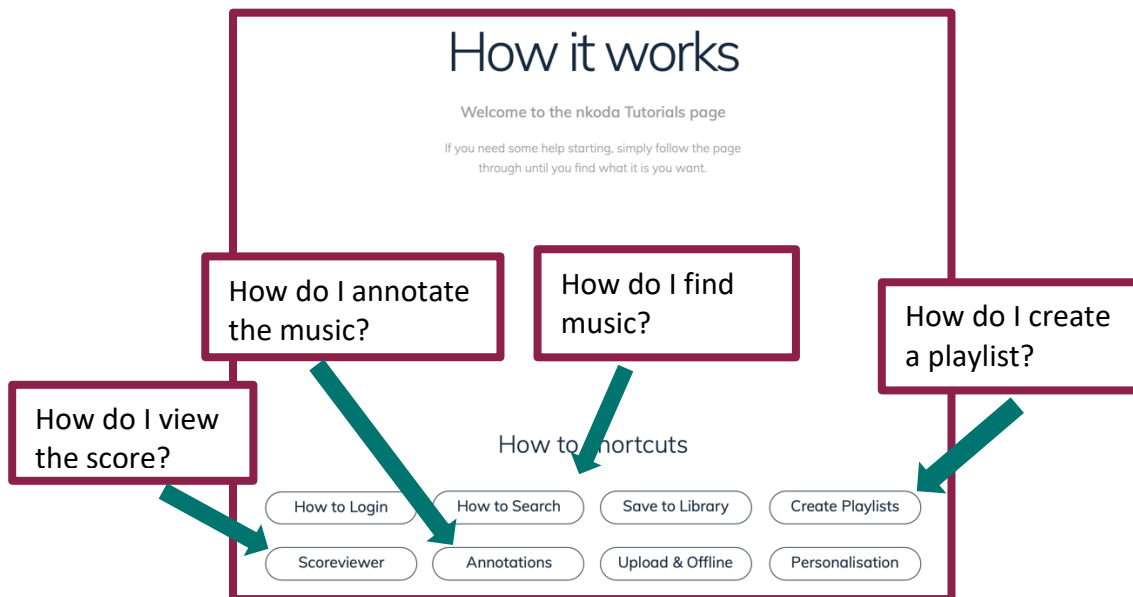 How it works
Welcome to the nkoda Tutorials page
If you need some help starting, simply follow the page
through until you find what it is you want.
How do I annotate
the music?
How do I find
music?
How do I create
a playlist?
How do I view
the score?
How to shortcuts
How to Login
How to Search
Save to Library
Create Playlists
Scoreviewer
Annotations
Upload & Offline
Personalisation